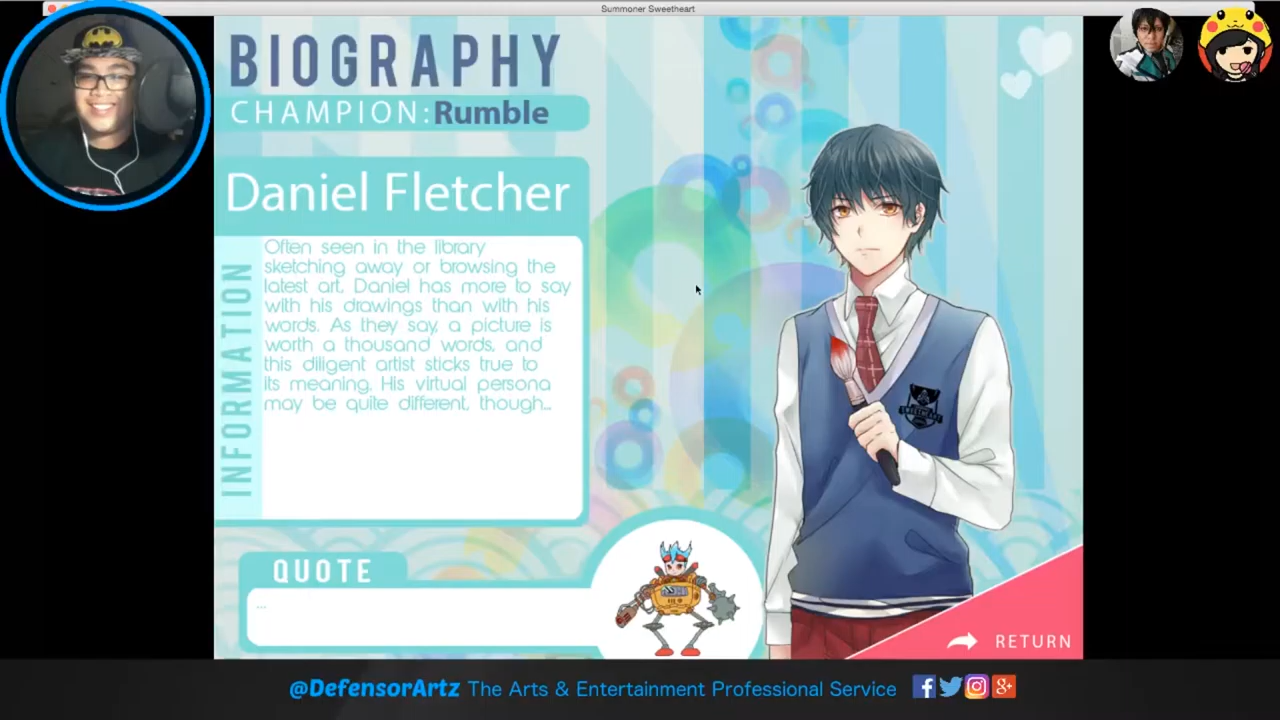 Summoner Sweetheart
BIOGRAPHY
CHAMPION: Rumble
Daniel Fletcher
INFORMATION
Often seen in the library
sketching away or browsing the
latest art, Daniel has more to say
with his drawings than with his
words. As they say, a picture is
worth a thousand words, and
this diligent artist sticks true to
its meaning. His virtual persona
may be quite different, though...
QUOTE
...
RETURN
@DefensorArtz The Arts & Entertainment Professional Service